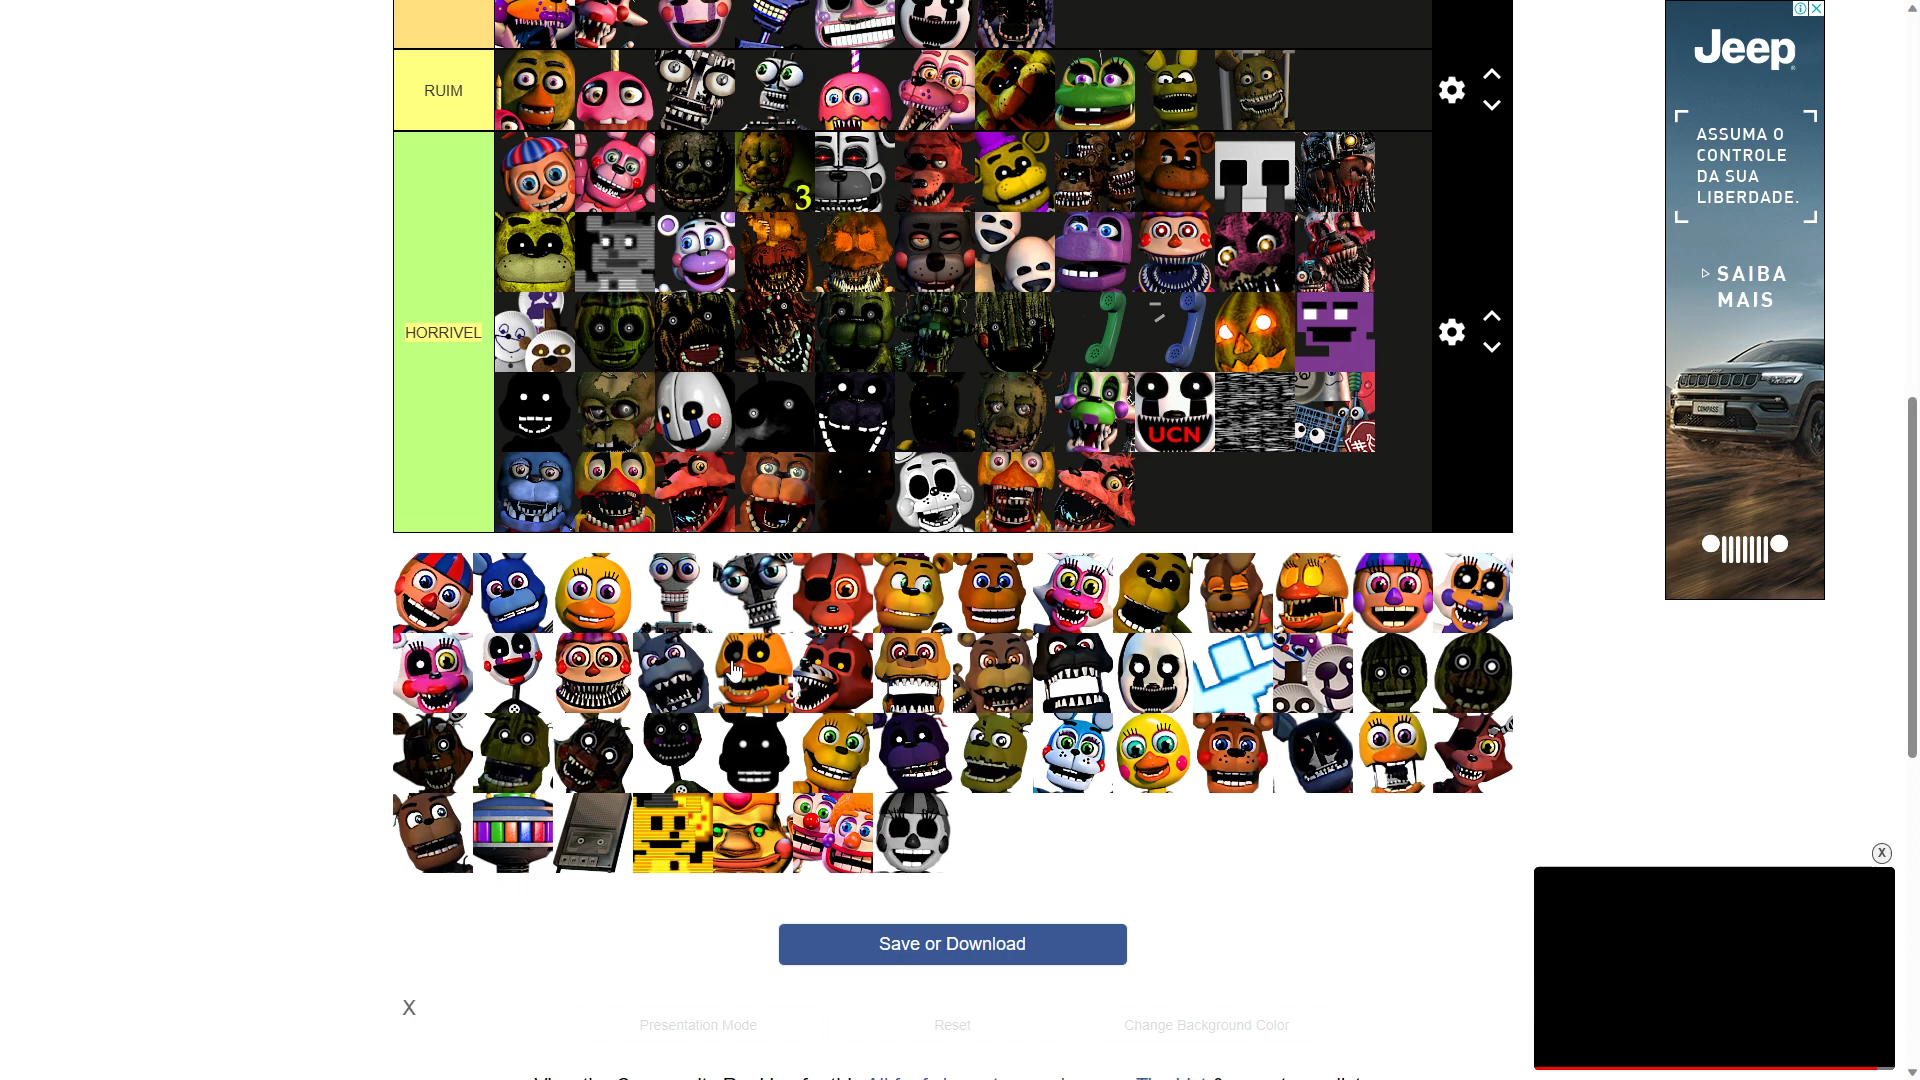 Jeep
RUIM
ASSUMA O
CONTROLE
DA SUA
LIBERDADE.
3
SAIBA
MAIS
HORRIVEL
COMPASS
UCN
X
Save or Download
X
Presentation Mode
Reset
Change Background Color